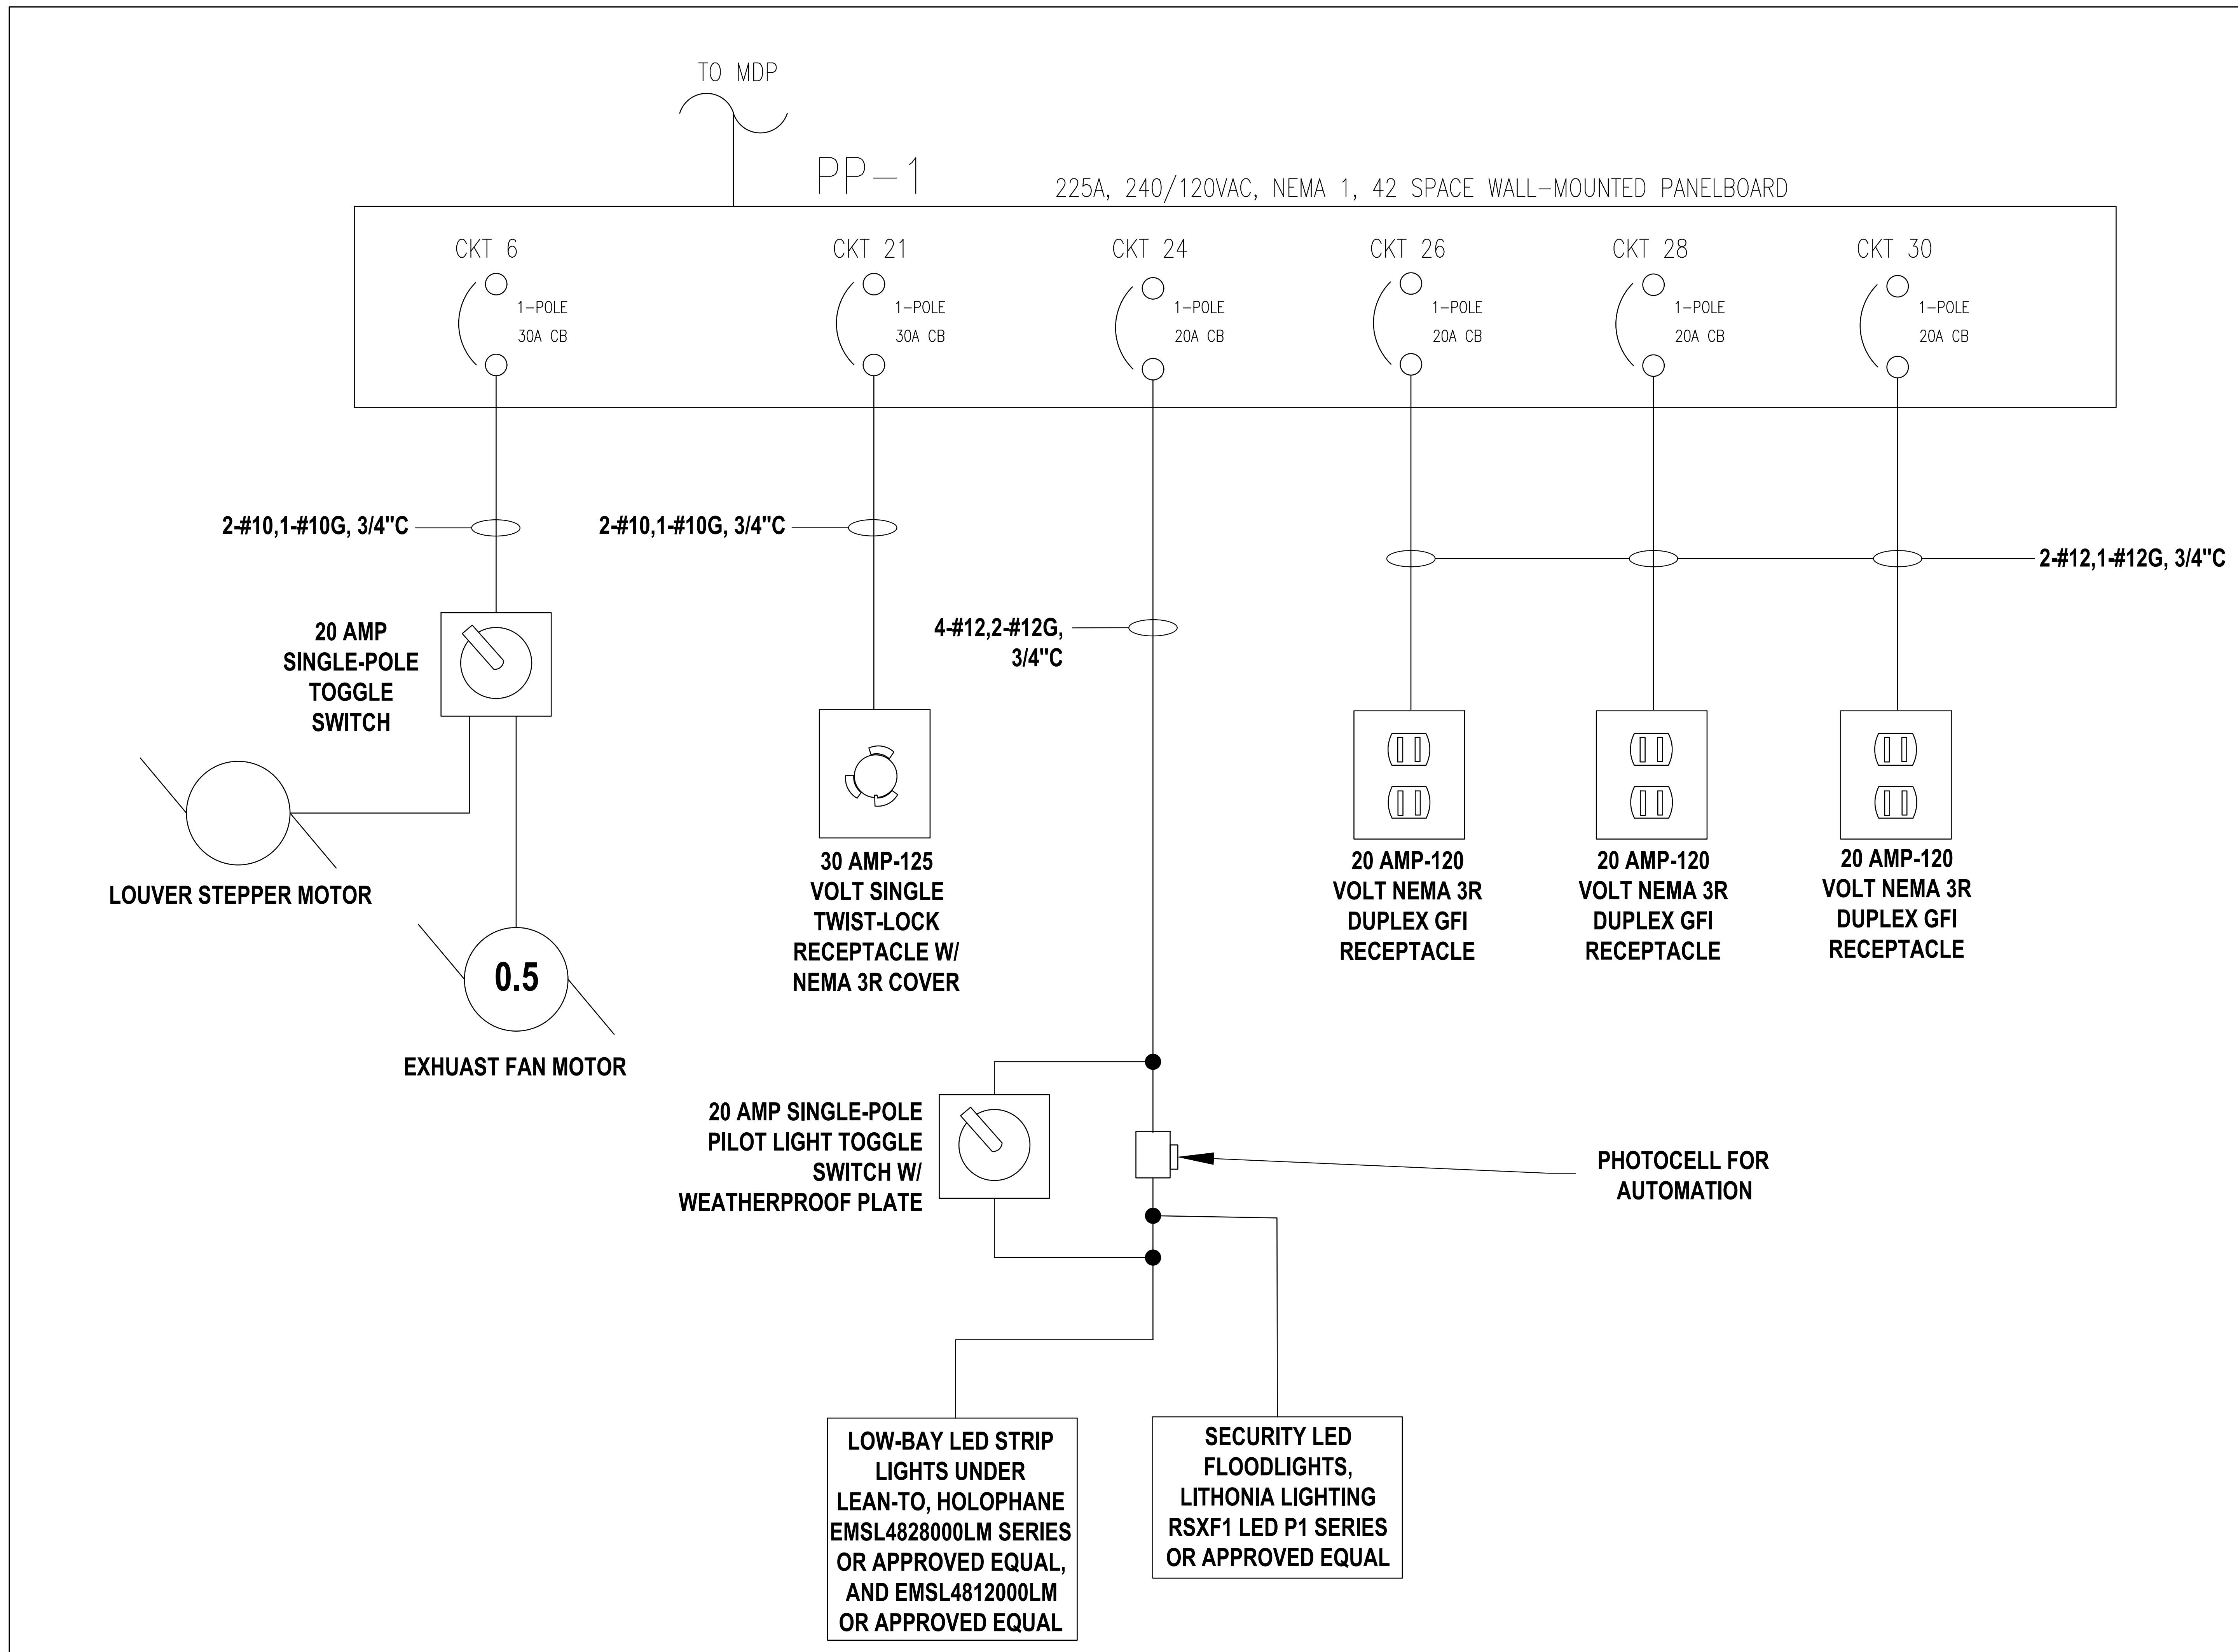 TO MDP
PP-1
225A, 240/120VAC, NEMA 1, 42 SPACE WALL-MOUNTED PANELBOARD
CKT 6
1-POLE
30A CB
CKT 21
1-POLE
30A CB
CKT 24
1-POLE
20A CB
CKT 26
1-POLE
20A CB
CKT 28
1-POLE
20A CB
CKT 30
1-POLE
20A CB
2-#10,1-#10G, 3/4"C
2-#10,1-#10G, 3/4"C
4-#12,2-#12G,
3/4"C
2-#12,1-#12G, 3/4"C
20 AMP
SINGLE-POLE
TOGGLE
SWITCH
LOUVER STEPPER MOTOR
0.5
EXHUAST FAN MOTOR
30 AMP-125
VOLT SINGLE
TWIST-LOCK
RECEPTACLE W/
NEMA 3R COVER
20 AMP-120
VOLT NEMA 3R
DUPLEX GFI
RECEPTACLE
20 AMP-120
VOLT NEMA 3R
DUPLEX GFI
RECEPTACLE
20 AMP-120
VOLT NEMA 3R
DUPLEX GFI
RECEPTACLE
20 AMP SINGLE-POLE
PILOT LIGHT TOGGLE
SWITCH W/
WEATHERPROOF PLATE
PHOTOCELL FOR
AUTOMATION
LOW-BAY LED STRIP
LIGHTS UNDER
LEAN-TO, HOLOPHANE
EMSL4828000LM SERIES
OR APPROVED EQUAL,
AND EMSL4812000LM
OR APPROVED EQUAL
SECURITY LED
FLOODLIGHTS,
LITHONIA LIGHTING
RSXF1 LED P1 SERIES
OR APPROVED EQUAL